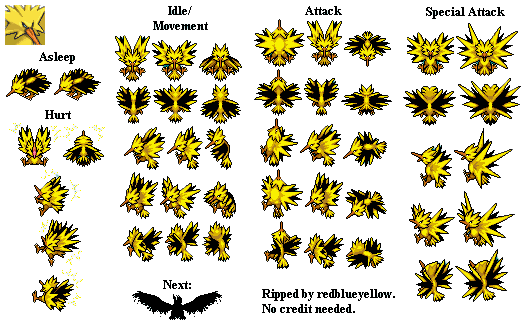 Idle/
Movement
Attack
Special Attack
Asleep
Hurt
Next:
Ripped by redblueyellow.
No credit needed.